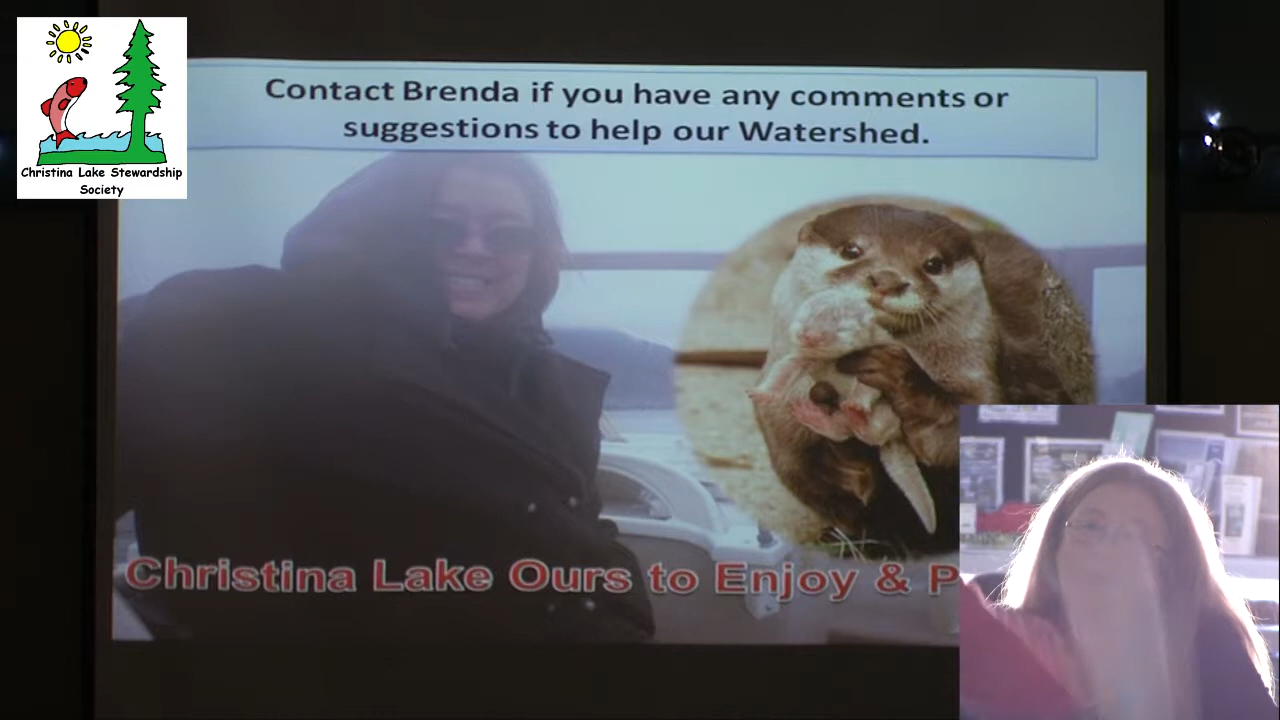 Contact Brenda if you have any comments or
suggestions to help our Watershed.
Christina Lake Stewardship
Society
Christina Lake Ours to Enjoy & P